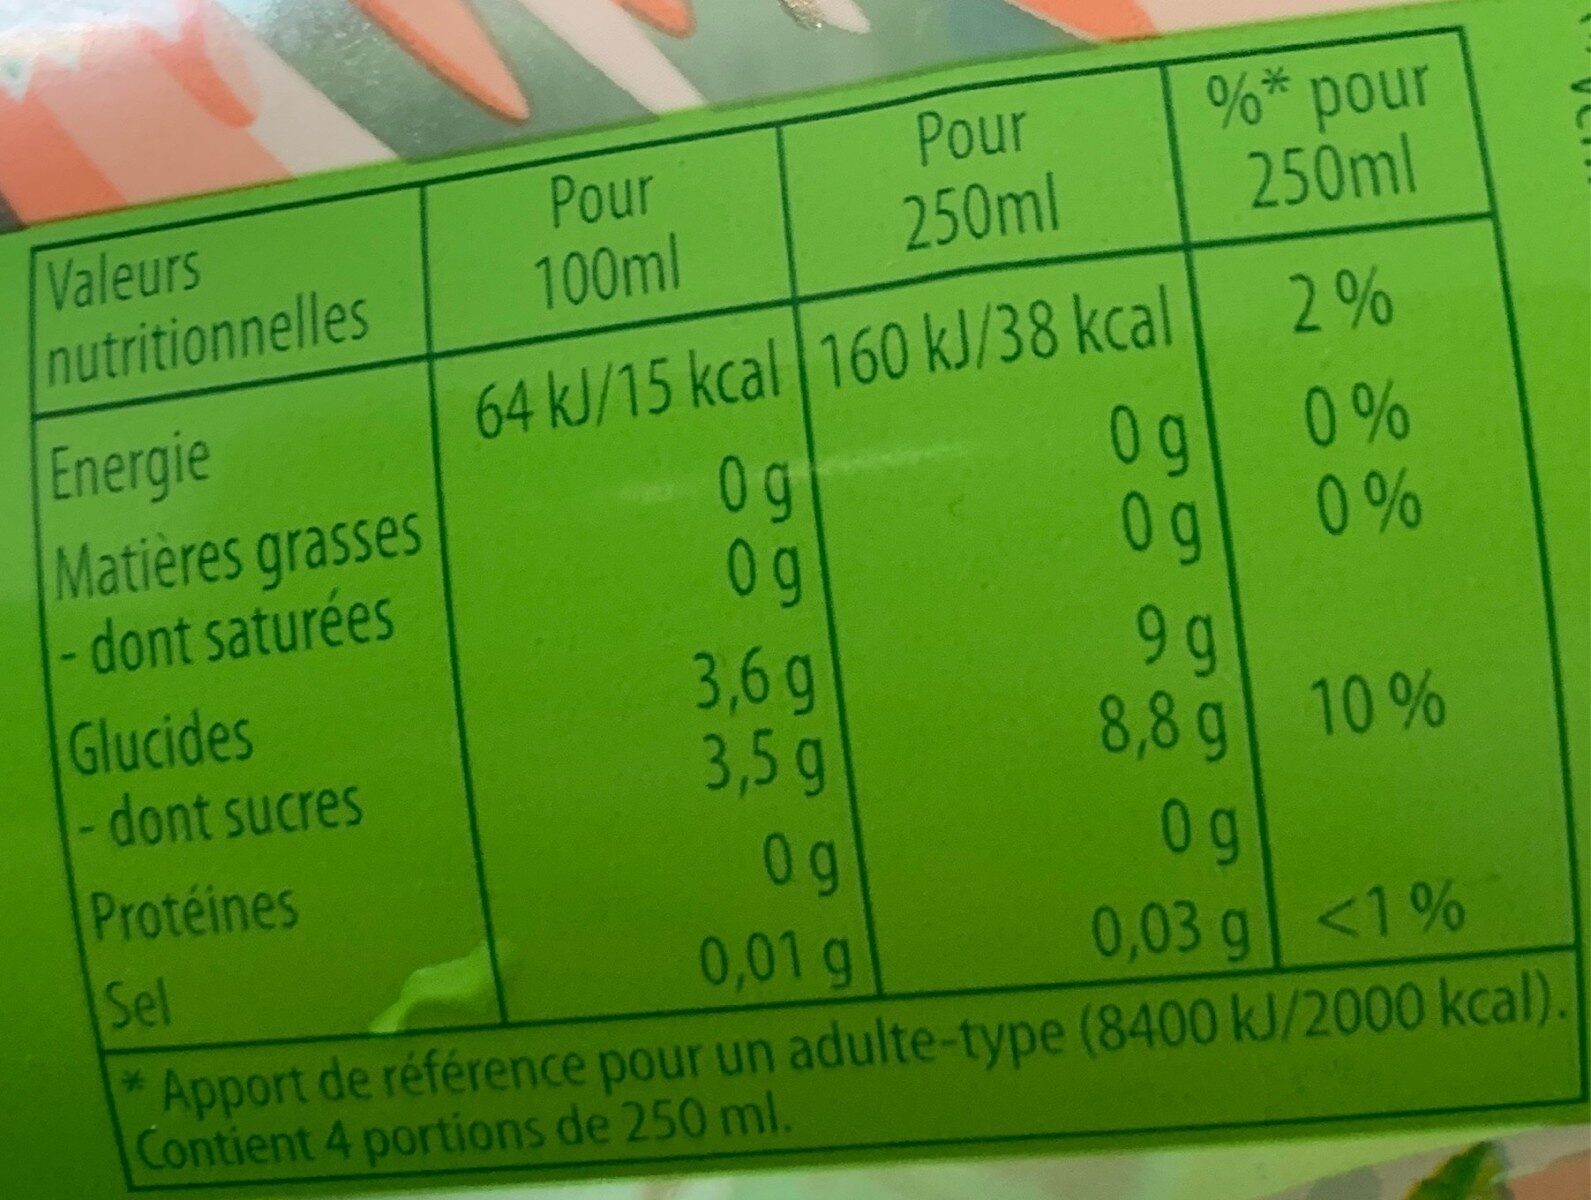 Valeurs nutritionnelles Pour 100ml Pour 250ml %* pour 250ml
Energie 64 kJ/15 kcal 160 kJ/38 kcal 2 %
Matières grasses 0 g 0 g 0 %
- dont saturées 0 g 0 g 0 %
Glucides 3,6 g 9 g
- dont sucres 3,5 g 8,8 g 10 %
Protéines 0 g 0 g
Sel 0,01 g 0,03 g <1 %
* Apport de référence pour un adulte-type (8400 kJ/2000 kcal).
Contient 4 portions de 250 ml.